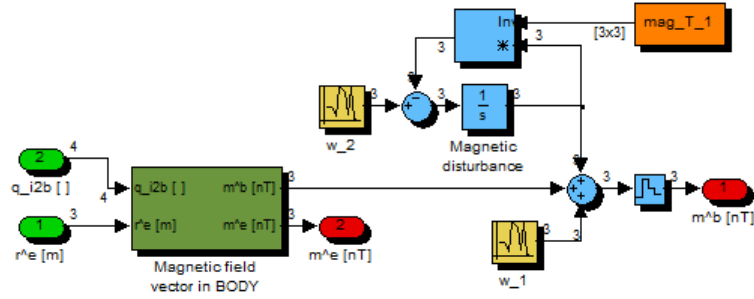 Inv
mag_T_1
3
[3x3]
3
3
3
3
1
s
3
w_2
Magnetic
disturbance
2
4
3
q_i2b [ ]
4
q_i2b [ ]
m^b [nT]
3
3
3
3
1
1
3
r^e [m]
m^e [nT]
3
3
2
m^b [nT]
r^e [m]
m^e [nT]
3
3
Magnetic field
vector in BODY
w_1